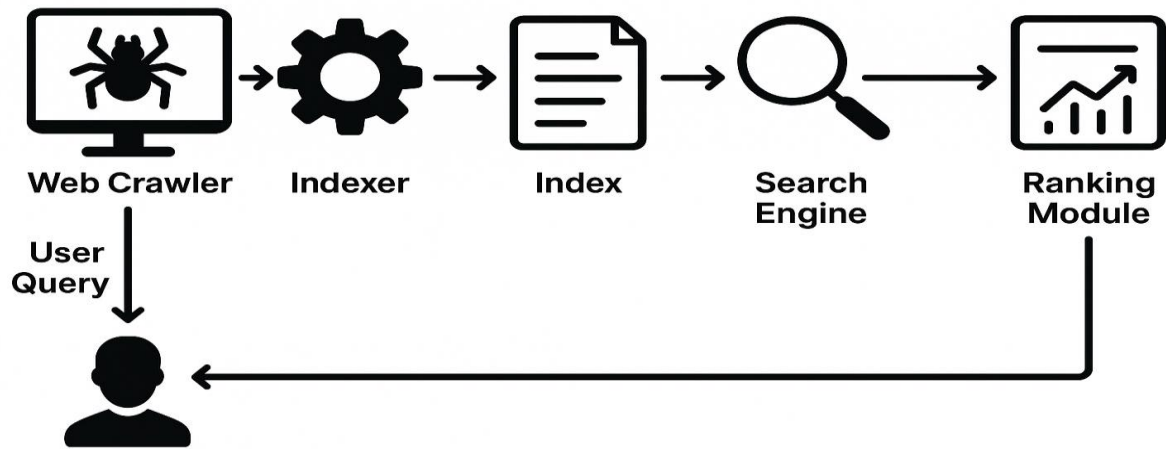 Web Crawler
Indexer
Index
Search
Engine
Ranking
Module
User
Query